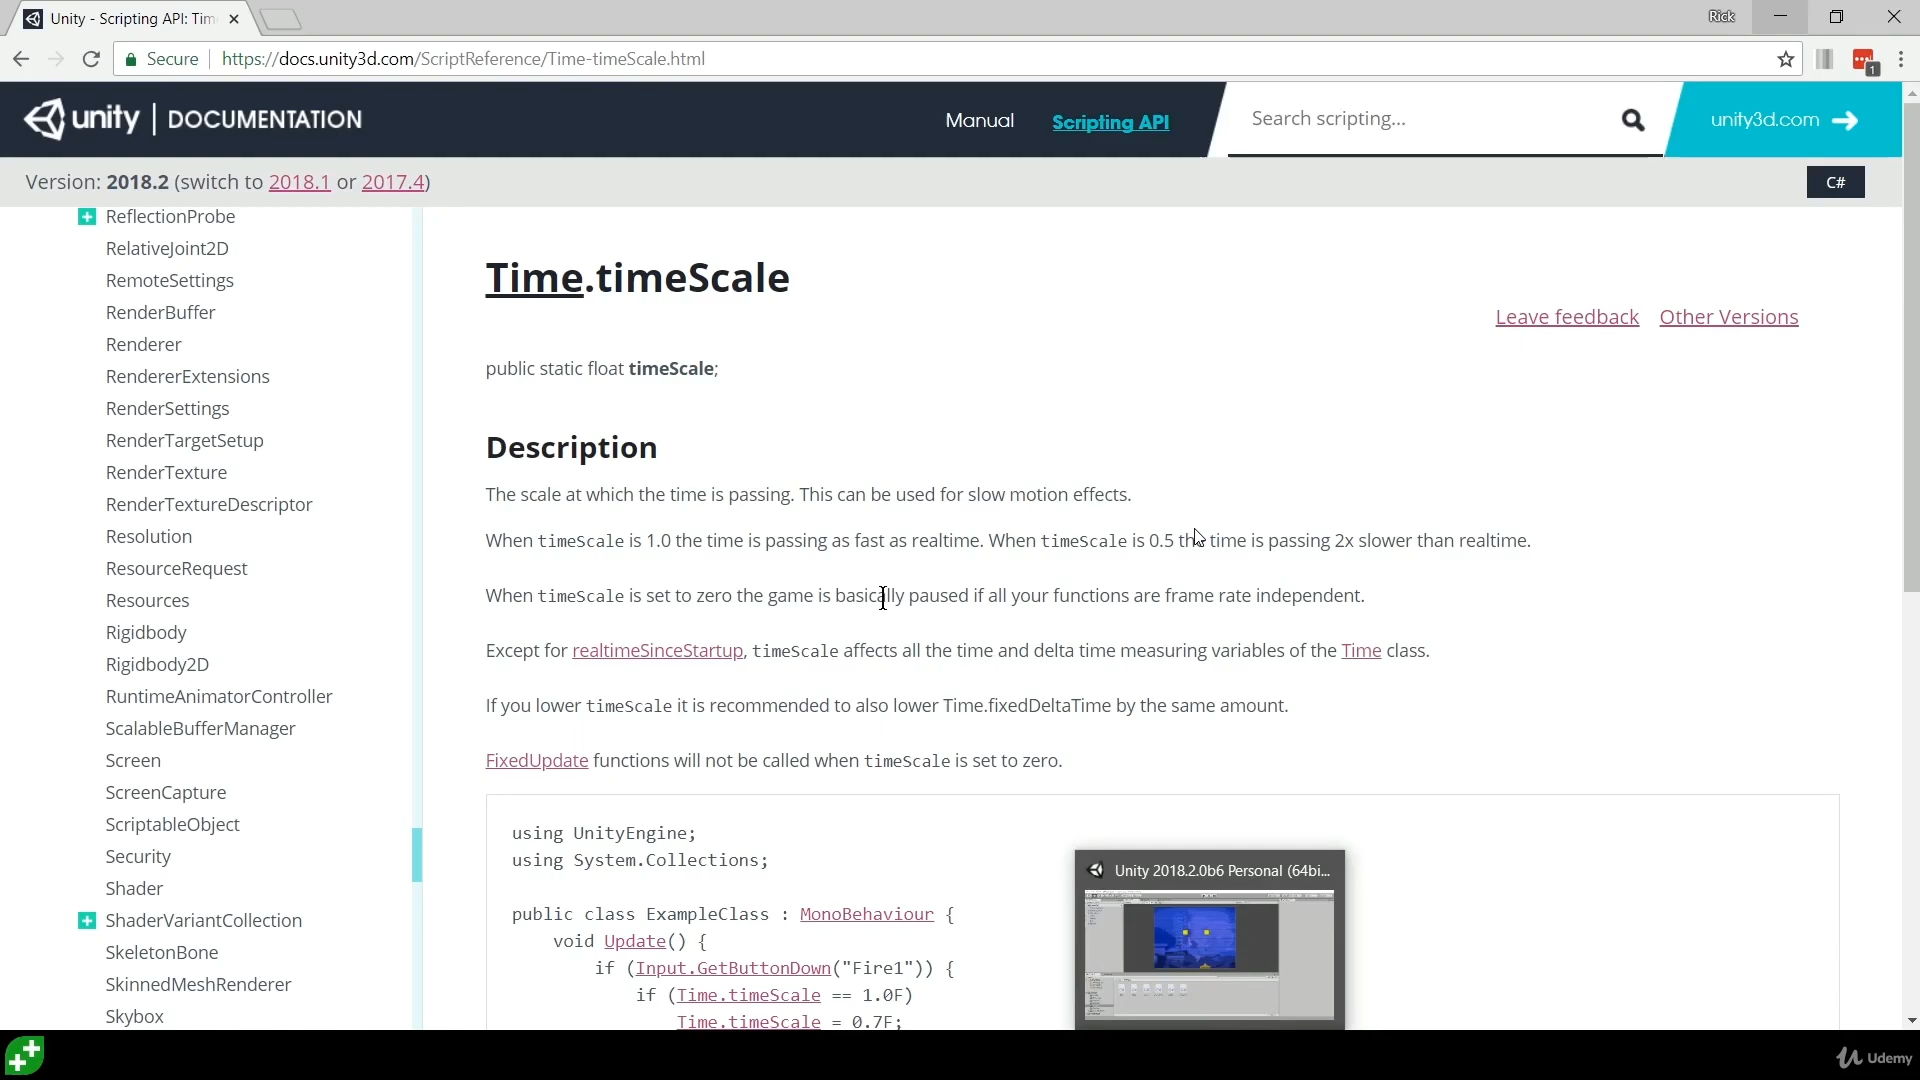 Unity - Scripting API: Tim
Rick
Secure
https://docs.unity3d.com/ScriptReference/Time-timeScale.html
1
unity | DOCUMENTATION
Manual
Scripting API
Search scripting...
unity3d.com
Version: 2018.2 (switch to 2018.1 or 2017.4)
C#
ReflectionProbe
RelativeJoint2D
RemoteSettings
RenderBuffer
Renderer
RendererExtensions
RenderSettings
RenderTargetSetup
RenderTexture
RenderTextureDescriptor
Resolution
ResourceRequest
Resources
Rigidbody
Rigidbody2D
RuntimeAnimatorController
ScalableBufferManager
Screen
ScreenCapture
ScriptableObject
Security
Shader
ShaderVariantCollection
SkeletonBone
SkinnedMeshRenderer
Skybox
Time.timeScale
Leave feedback
Other Versions
public static float timeScale;
Description
The scale at which the time is passing. This can be used for slow motion effects.
When timeScale is 1.0 the time is passing as fast as realtime. When timeScale is 0.5 the time is passing 2x slower than realtime.
When timeScale is set to zero the game is basically paused if all your functions are frame rate independent.
Except for realtimeSinceStartup, timeScale affects all the time and delta time measuring variables of the Time class.
If you lower timeScale it is recommended to also lower Time.fixedDeltaTime by the same amount.
FixedUpdate functions will not be called when timeScale is set to zero.
using UnityEngine;
using System.Collections;
public class ExampleClass : MonoBehaviour {
void Update() {
if (Input.GetButtonDown("Fire1")) {
if (Time.timeScale == 1.0F)
Time.timeScale = 0.7F;
Unity 2018.2.0b6 Personal (64bi...
Udemy